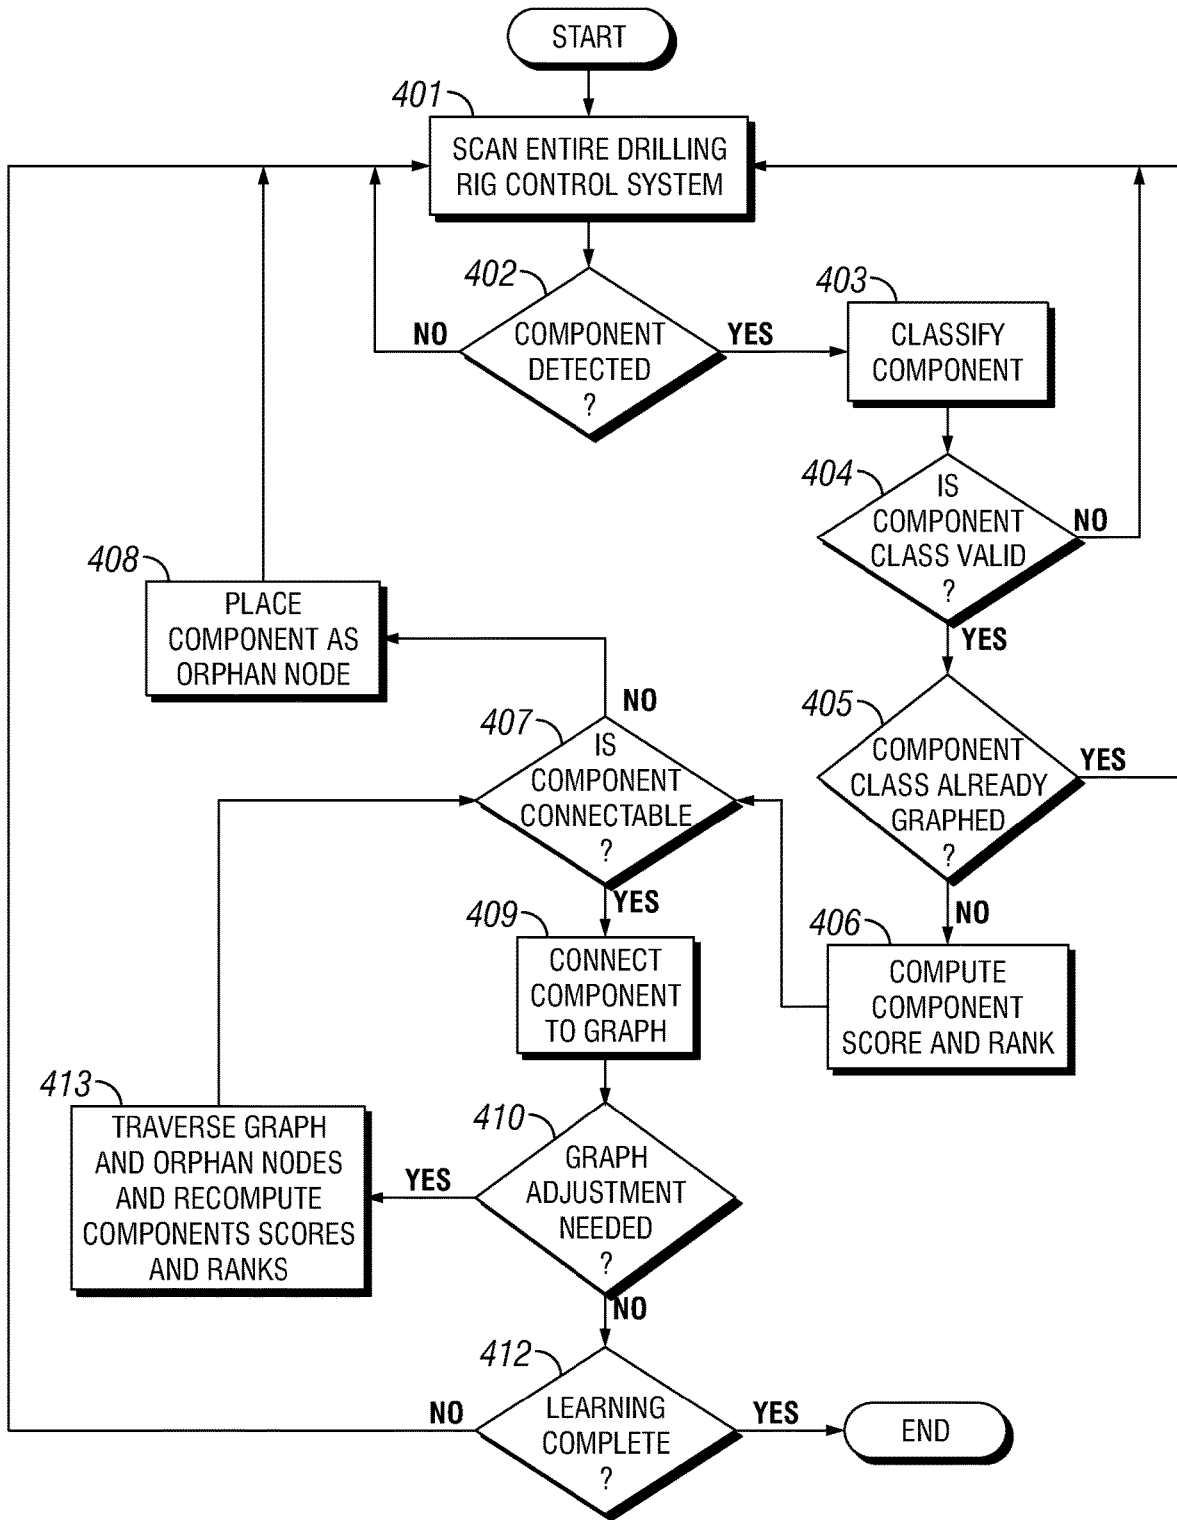 START
401
SCAN ENTIRE DRILLING
RIG CONTROL SYSTEM
402
COMPONENT
DETECTED
?
NO
YES
403
CLASSIFY
COMPONENT
404
IS
COMPONENT
CLASS VALID
?
NO
YES
405
COMPONENT
CLASS ALREADY
GRAPHED
?
YES
NO
406
COMPUTE
COMPONENT
SCORE AND RANK
407
IS
COMPONENT
CONNECTABLE
?
NO
YES
408
PLACE
COMPONENT AS
ORPHAN NODE
409
CONNECT
COMPONENT
TO GRAPH
410
GRAPH
ADJUSTMENT
NEEDED
?
YES
NO
413
TRAVERSE GRAPH
AND ORPHAN NODES
AND RECOMPUTE
COMPONENTS SCORES
AND RANKS
412
LEARNING
COMPLETE
?
NO
YES
END